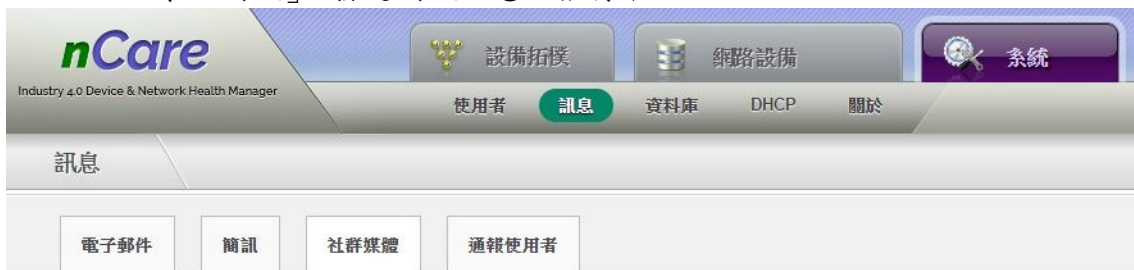 nCare
Industry 4.0 Device & Network Health Manager
設備拓樸
網路設備
系統
使用者
訊息
資料庫
DHCP
關於
訊息
電子郵件
簡訊
社群媒體
通報使用者